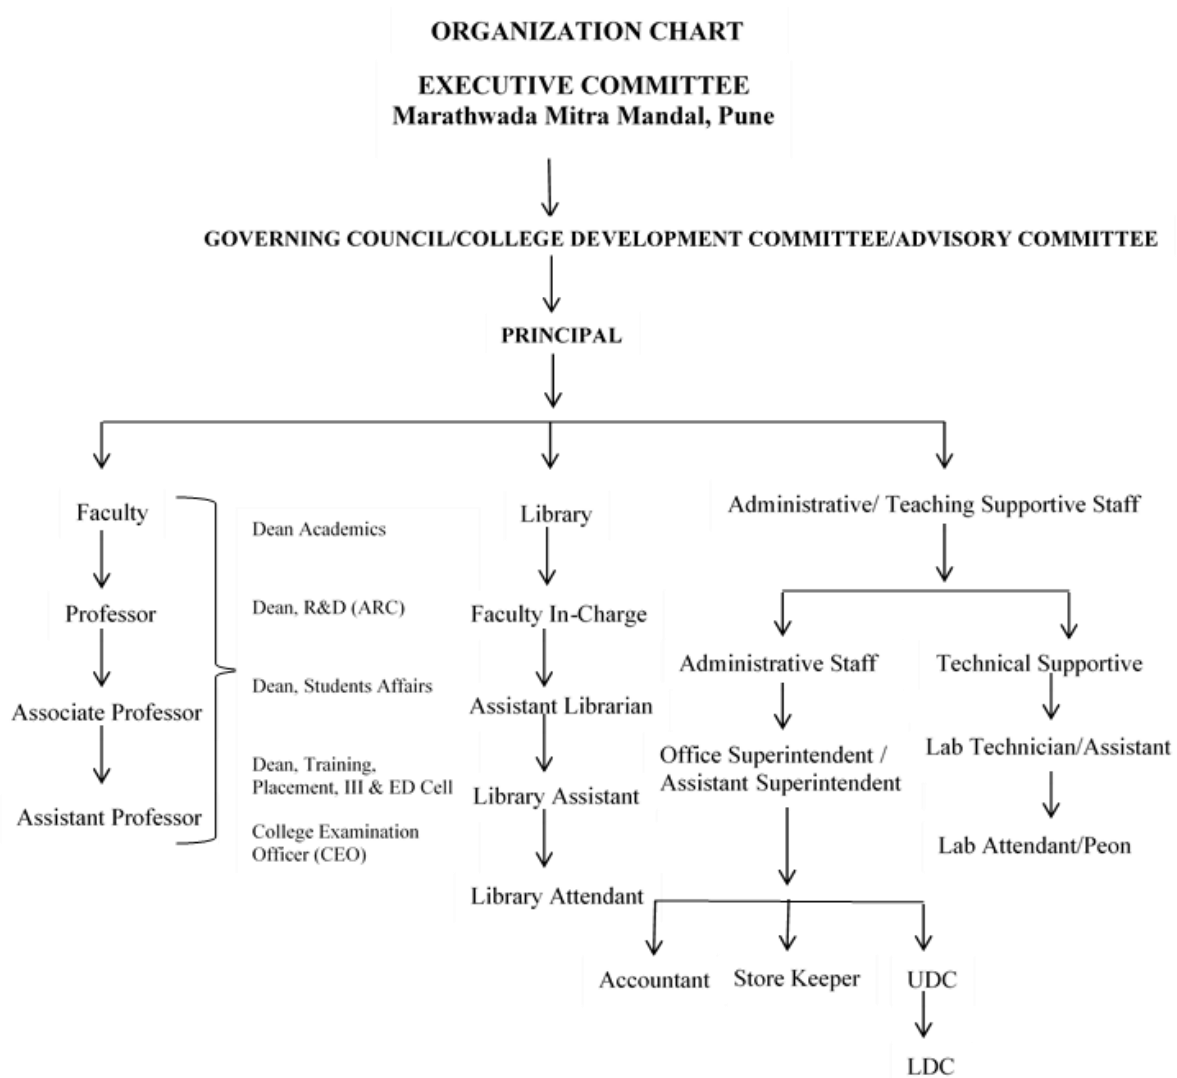 ORGANIZATION CHART
EXECUTIVE COMMITTEE
Marathwada Mitra Mandal, Pune
GOVERNING COUNCIL/COLLEGE DEVELOPMENT COMMITTEE/ADVISORY COMMITTEE
PRINCIPAL
Faculty
Professor
Associate Professor
Assistant Professor
Dean Academics
Dean, R&D (ARC)
Dean, Students Affairs
Dean, Training,
Placement, III & ED Cell
College Examination
Officer (CEO)
Library
Faculty In-Charge
Assistant Librarian
Library Assistant
Library Attendant
Administrative/ Teaching Supportive Staff
Administrative Staff
Office Superintendent /
Assistant Superintendent
Accountant
Store Keeper
UDC
LDC
Technical Supportive
Lab Technician/Assistant
Lab Attendant/Peon